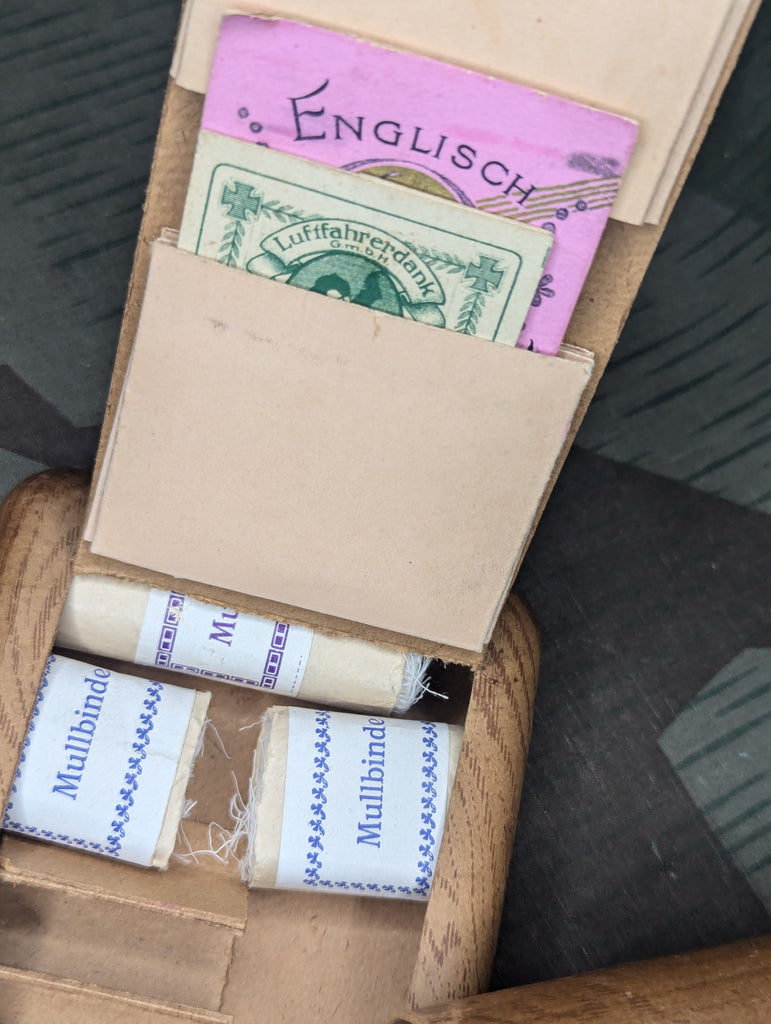 ENGLISCH
Luftfahrerdank
G.m.b.H.
Mu
Mullbinde
Mullbinde